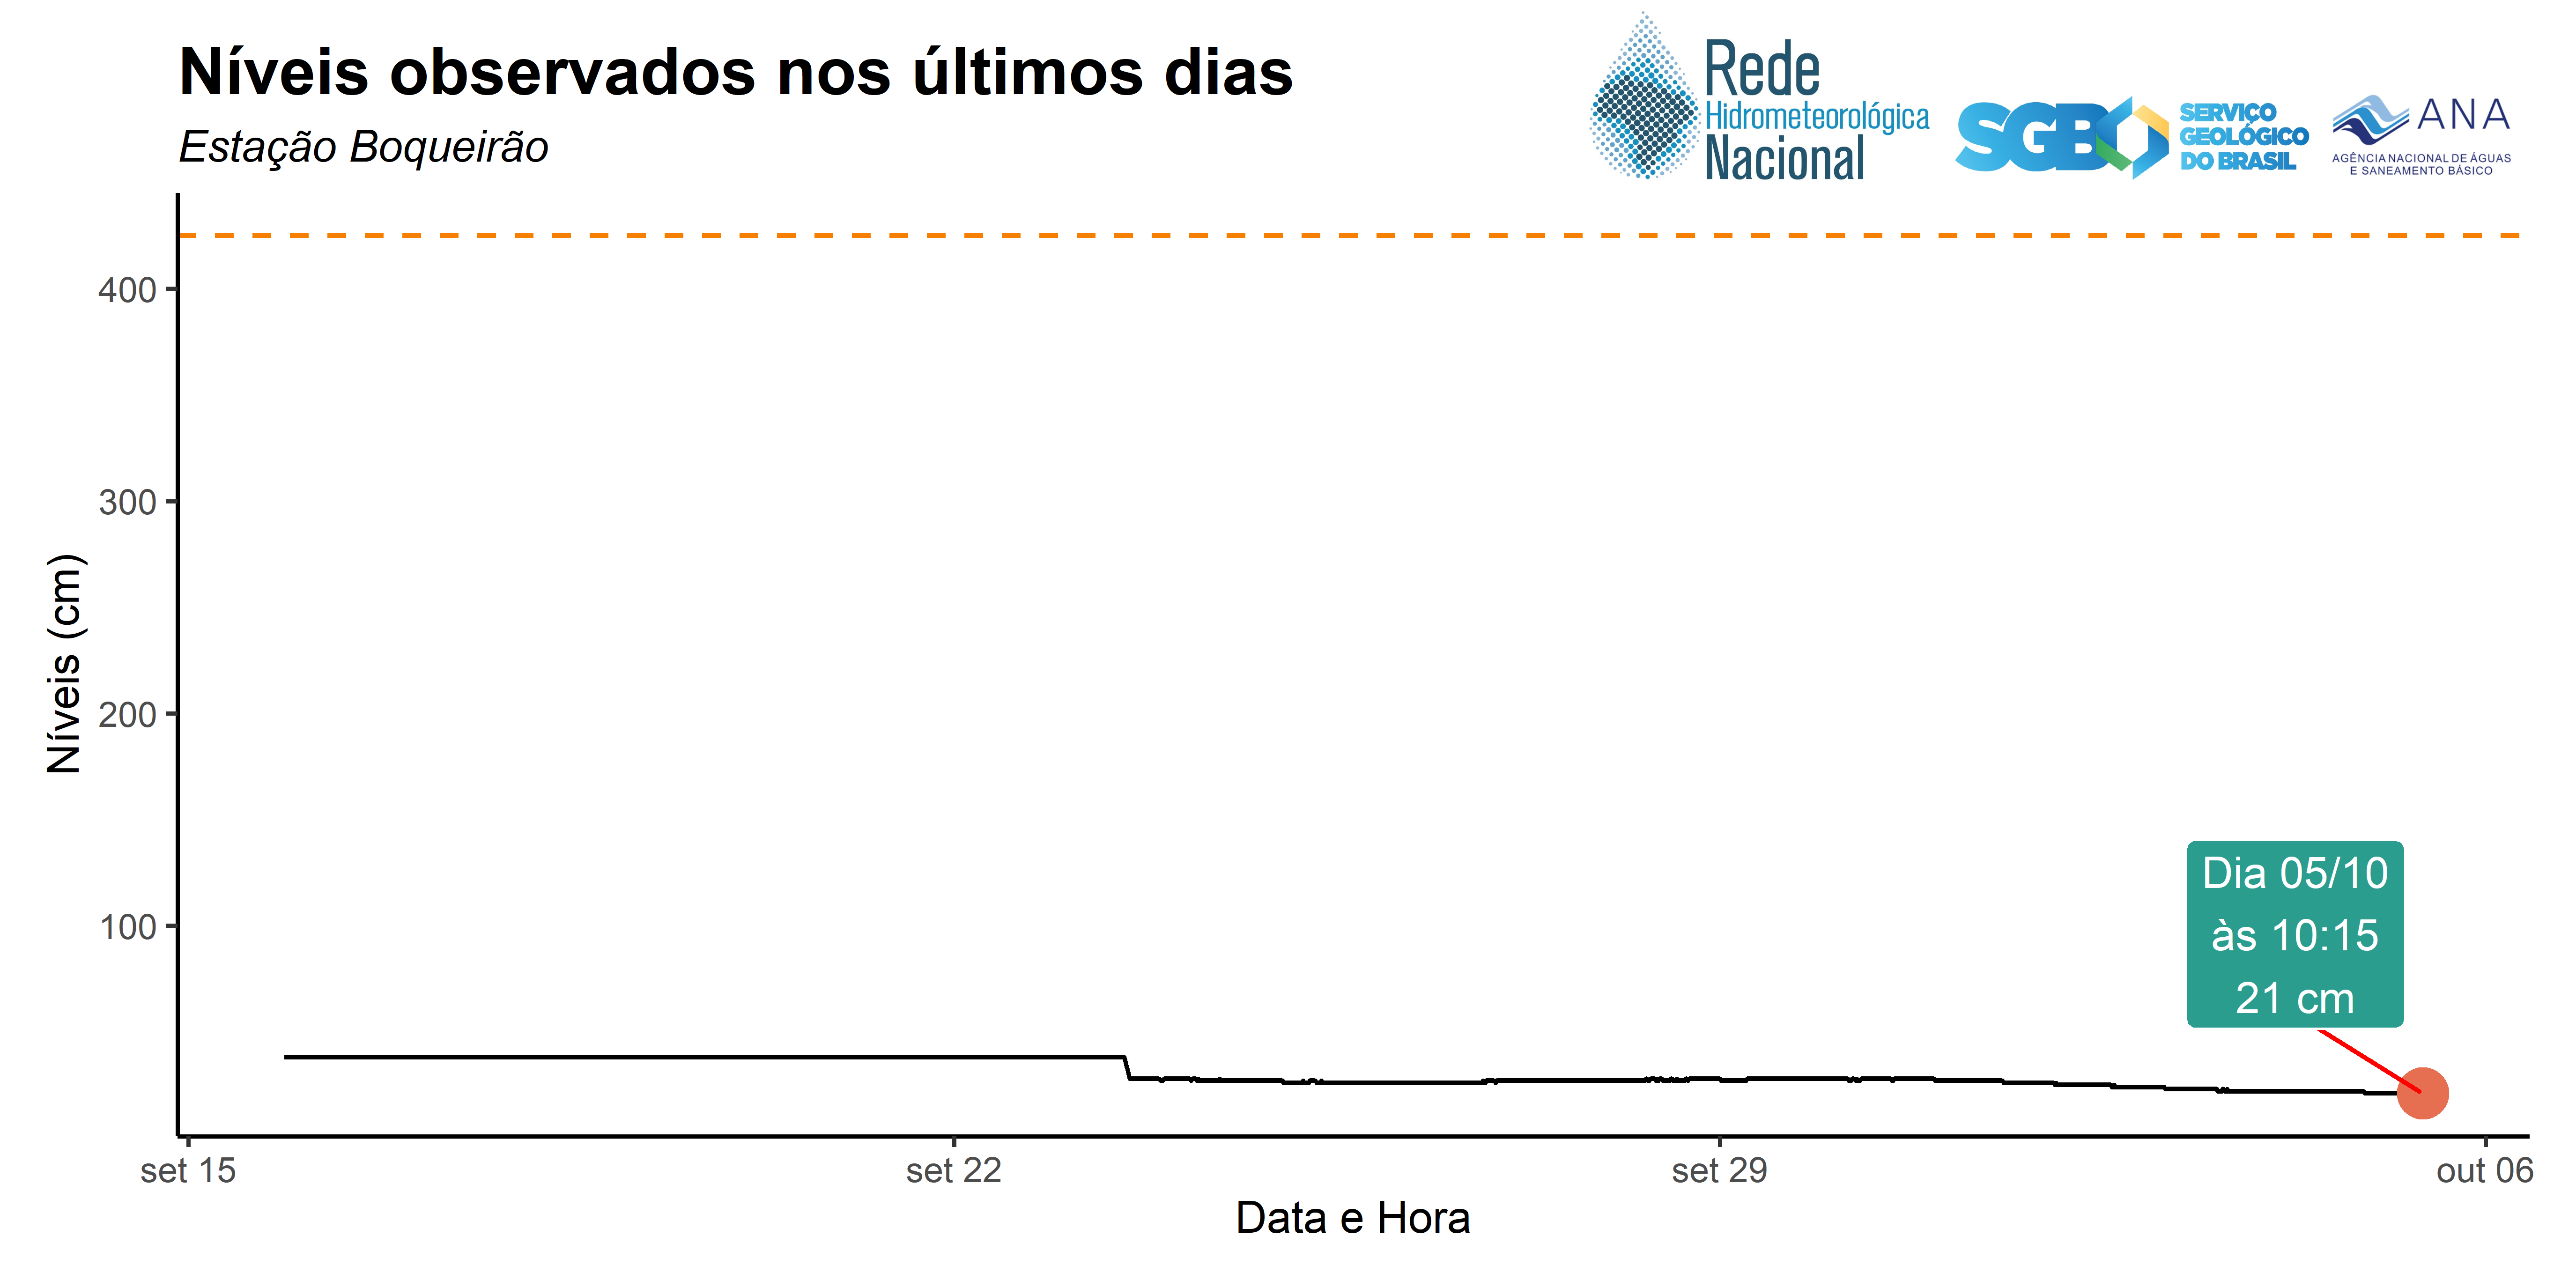 Níveis observados nos últimos dias
Estação Boqueirão
Rede
Hidrometeorológica
Nacional
SGB
SERVIÇO
GEOLÓGICO
DO BRASIL
ANA
AGÊNCIA NACIONAL DE ÁGUAS
E SANEAMENTO BÁSICO
Níveis (cm)
400
300
200
100
Dia 05/10
às 10:15
21 cm
set 15
set 22
set 29
out 06
Data e Hora